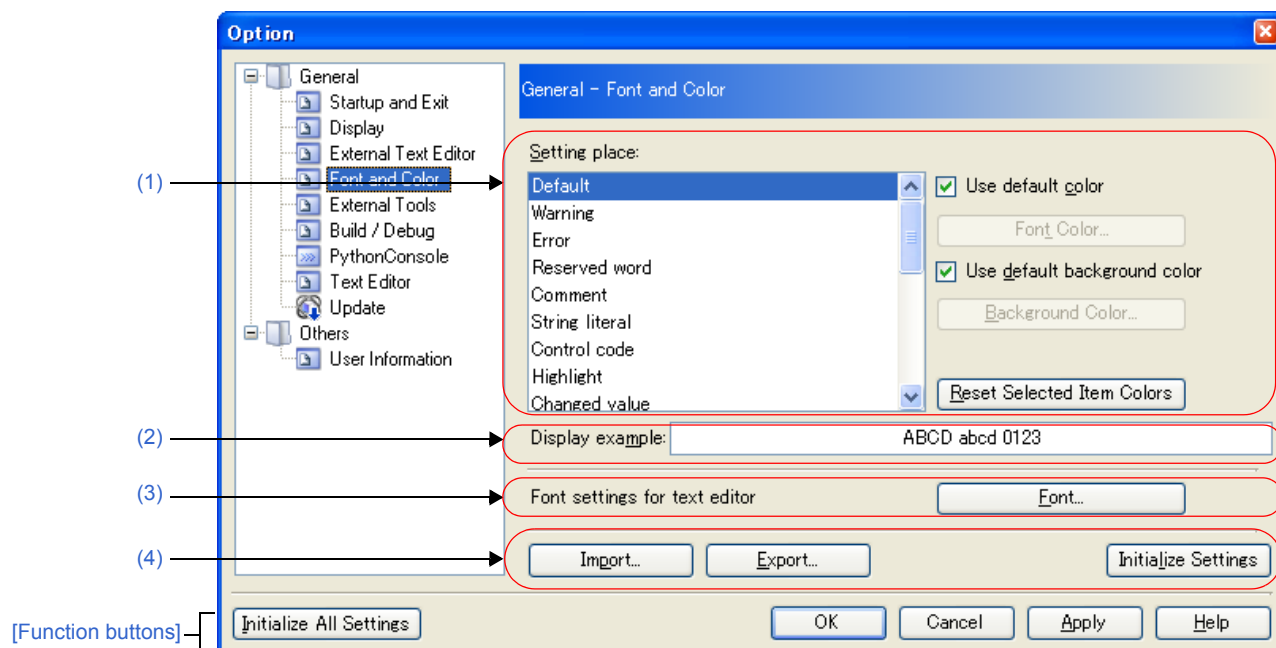 Option
General
Startup and Exit
Display
External Text Editor
Font and Color
External Tools
Build / Debug
PythonConsole
Text Editor
Update
Others
User Information
General - Font and Color
(1)
Setting place:
Default
Warning
Error
Reserved word
Comment
String literal
Control code
Highlight
Changed value
Use default color
Font Color...
Use default background color
Background Color...
Reset Selected Item Colors
(2)
Display example: ABCD abcd 0123
(3)
Font settings for text editor Font...
(4)
Import... Export... Initialize Settings
[Function buttons]
Initialize All Settings OK Cancel Apply Help